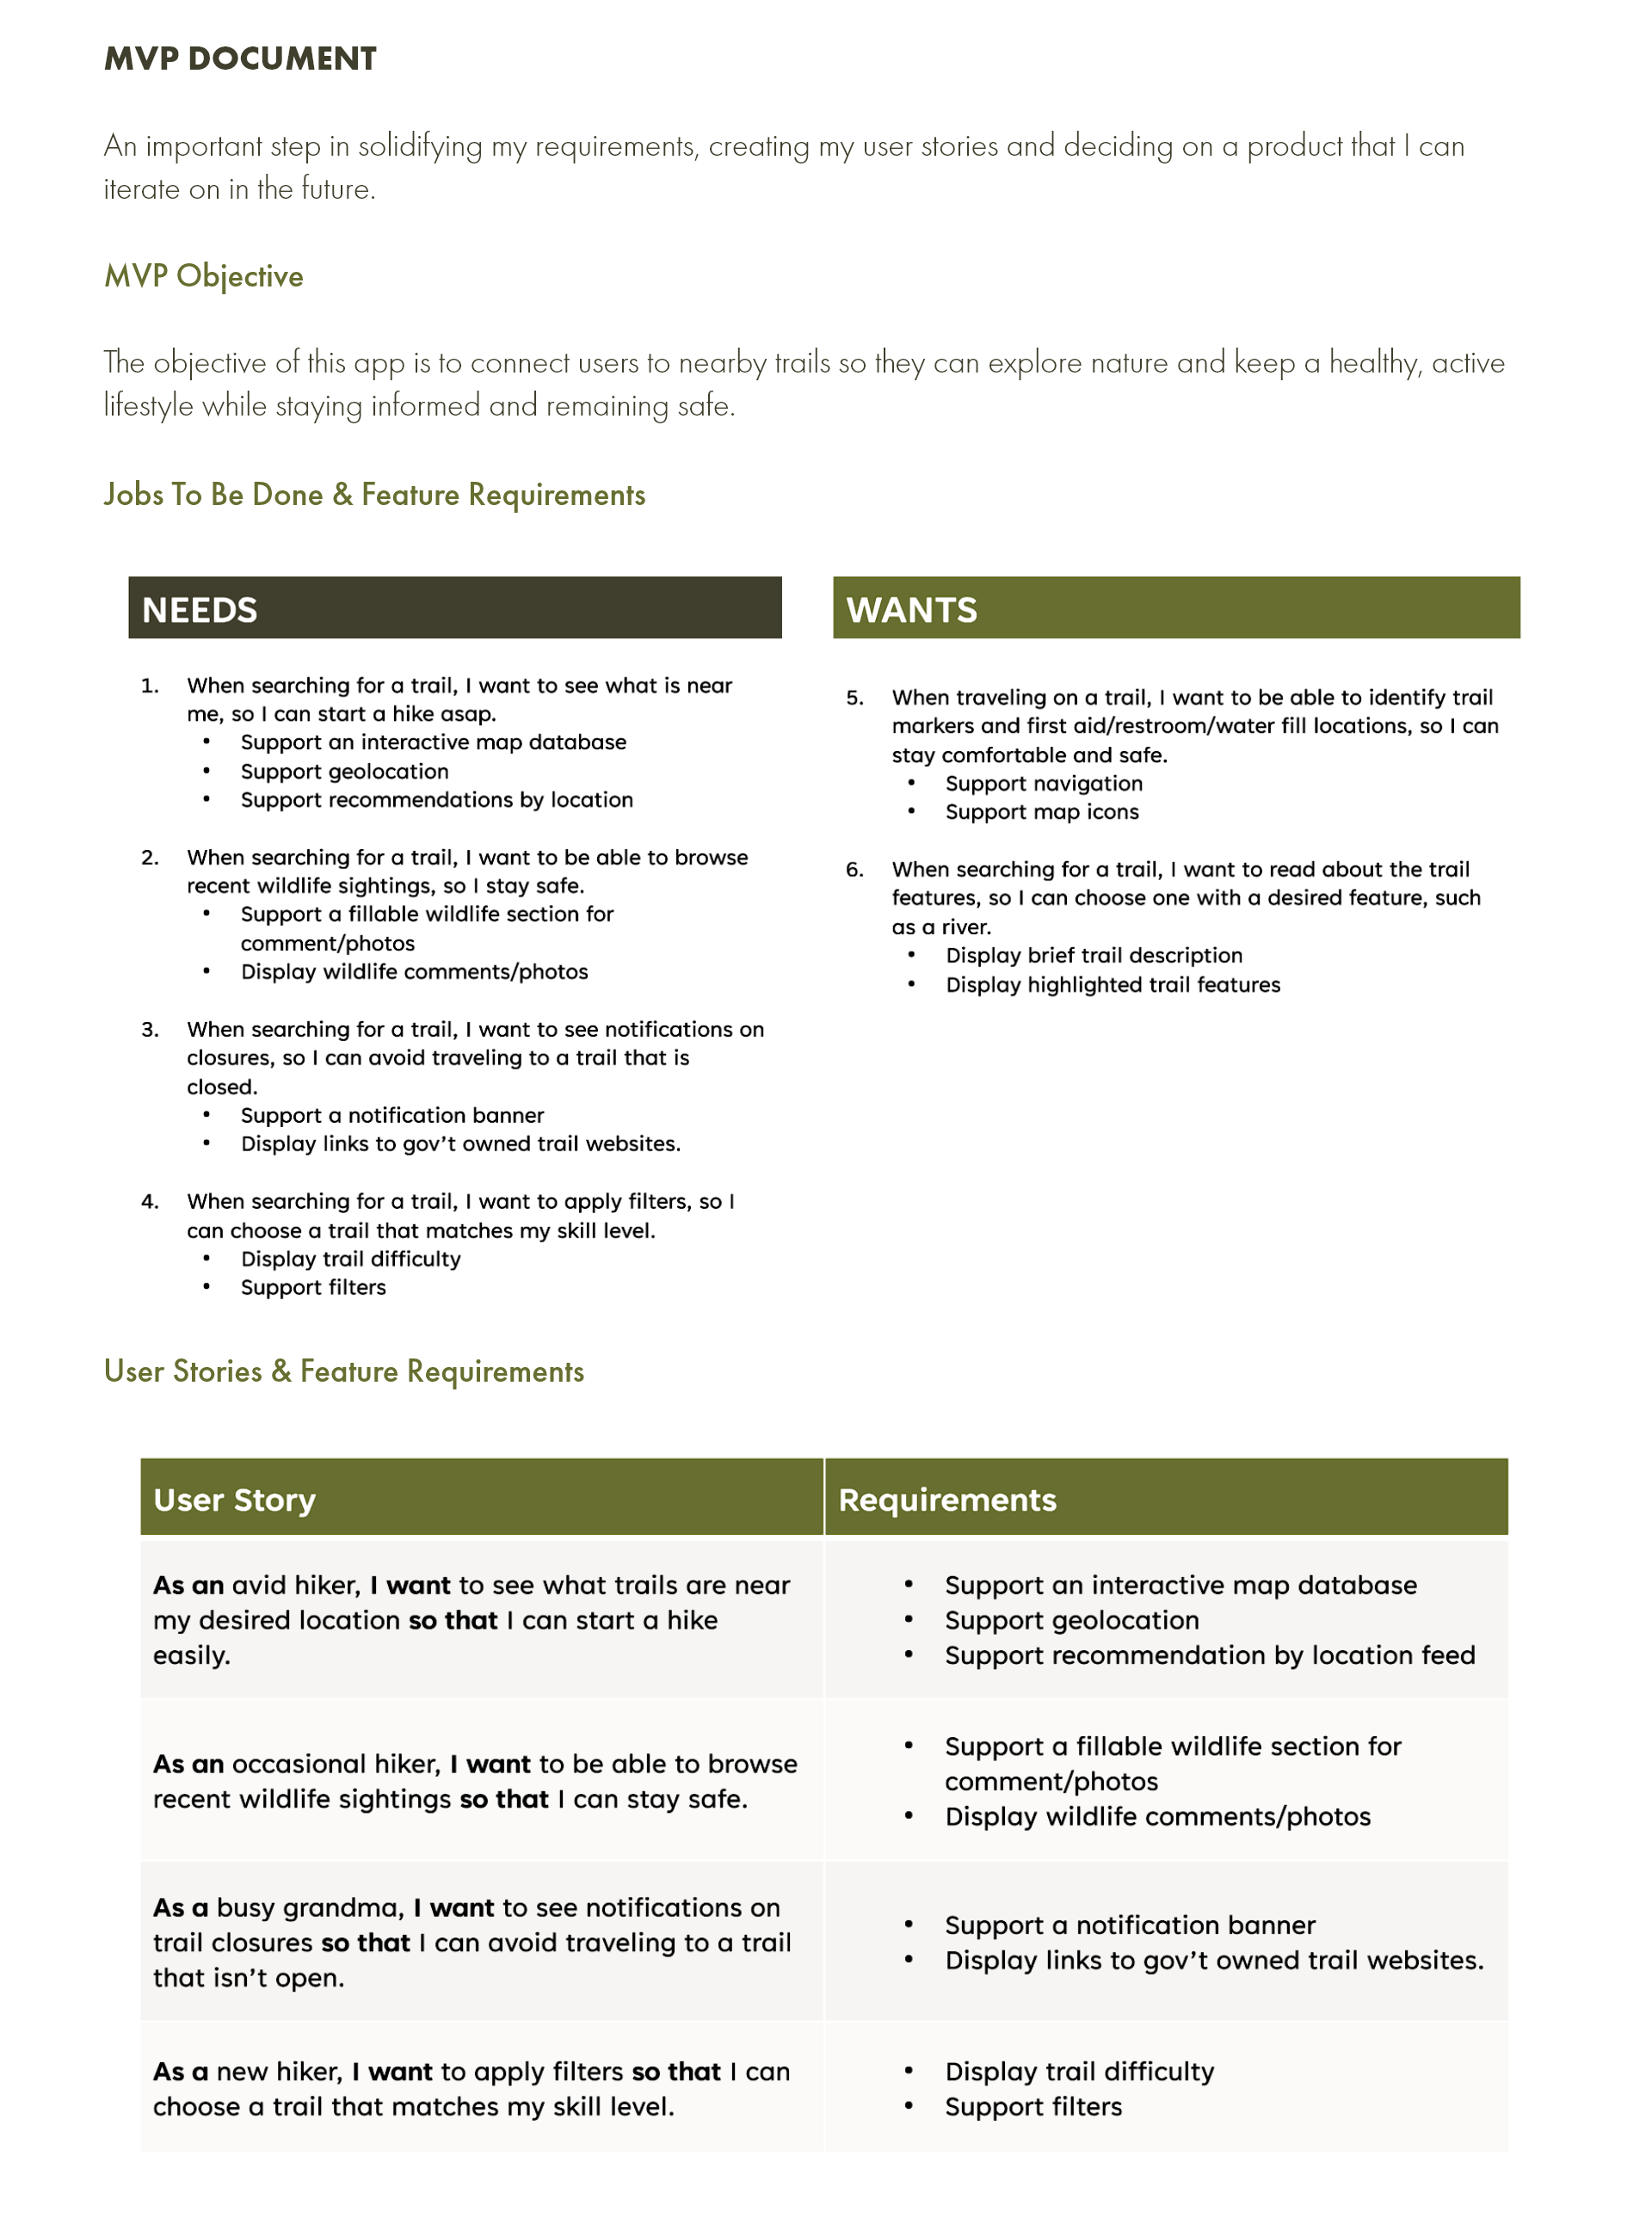 MVP DOCUMENT
An important step in solidifying my requirements, creating my user stories and deciding on a product that I can
iterate on in the future.
MVP Objective
The objective of this app is to connect users to nearby trails so they can explore nature and keep a healthy, active
lifestyle while staying informed and remaining safe.
Jobs To Be Done & Feature Requirements
NEEDS
1. When searching for a trail, I want to see what is near
me, so I can start a hike asap.
• Support an interactive map database
• Support geolocation
• Support recommendations by location
2. When searching for a trail, I want to be able to browse
recent wildlife sightings, so I stay safe.
• Support a fillable wildlife section for
comment/photos
• Display wildlife comments/photos
3. When searching for a trail, I want to see notifications on
closures, so I can avoid traveling to a trail that is
closed.
• Support a notification banner
• Display links to gov’t owned trail websites.
4. When searching for a trail, I want to apply filters, so I
can choose a trail that matches my skill level.
• Display trail difficulty
• Support filters
WANTS
5. When traveling on a trail, I want to be able to identify trail
markers and first aid/restroom/water fill locations, so I can
stay comfortable and safe.
• Support navigation
• Support map icons
6. When searching for a trail, I want to read about the trail
features, so I can choose one with a desired feature, such
as a river.
• Display brief trail description
• Display highlighted trail features
User Stories & Feature Requirements
User Story
Requirements
As an avid hiker, I want to see what trails are near
my desired location so that I can start a hike
easily.
• Support an interactive map database
• Support geolocation
• Support recommendation by location feed
As an occasional hiker, I want to be able to browse
recent wildlife sightings so that I can stay safe.
• Support a fillable wildlife section for
comment/photos
• Display wildlife comments/photos
As a busy grandma, I want to see notifications on
trail closures so that I can avoid traveling to a trail
that isn’t open.
• Support a notification banner
• Display links to gov’t owned trail websites.
As a new hiker, I want to apply filters so that I can
choose a trail that matches my skill level.
• Display trail difficulty
• Support filters